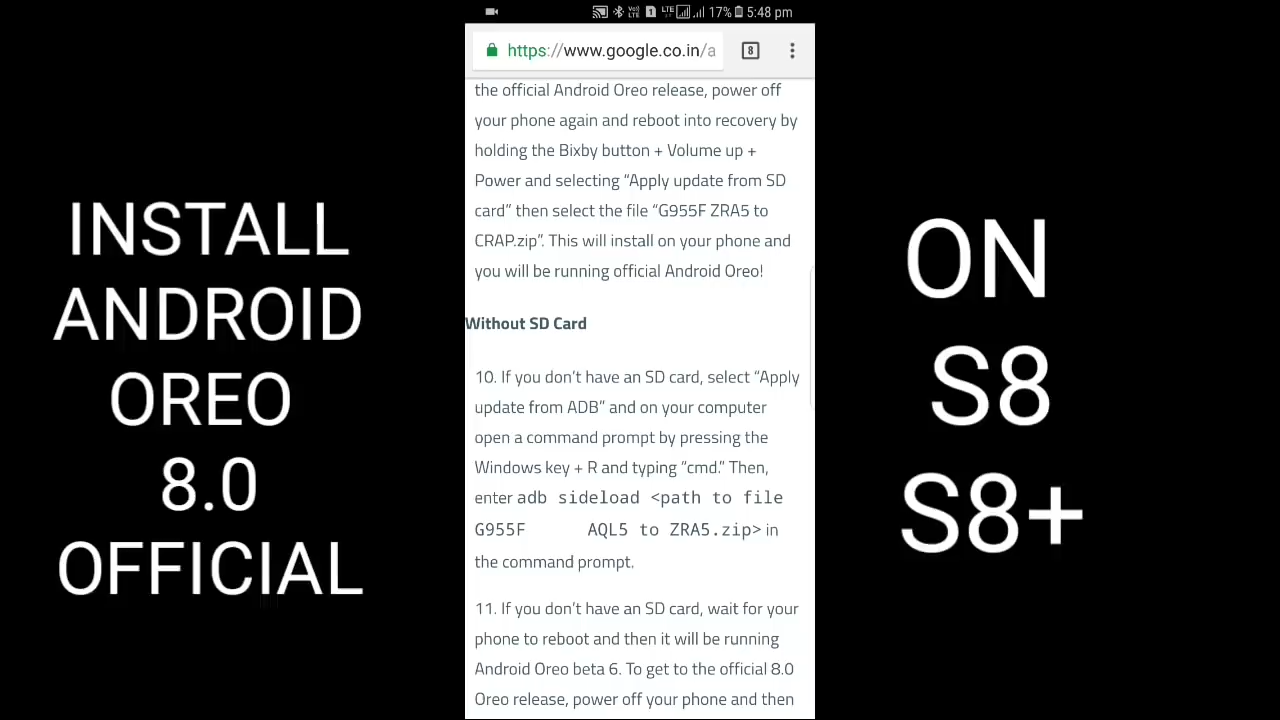 INSTALL
ANDROID
OREO
8.0
OFFICIAL
17% 5:48 pm
https://www.google.co.in/a
8
the official Android Oreo release, power off
your phone again and reboot into recovery by
holding the Bixby button + Volume up +
Power and selecting “Apply update from SD
card” then select the file “G955F ZRA5 to
CRAP.zip”. This will install on your phone and
you will be running official Android Oreo!
Without SD Card
10. If you don’t have an SD card, select “Apply
update from ADB” and on your computer
open a command prompt by pressing the
Windows key + R and typing “cmd.” Then,
enter adb sideload <path to file
G955F AQL5 to ZRA5.zip> in
the command prompt.
11. If you don’t have an SD card, wait for your
phone to reboot and then it will be running
Android Oreo beta 6. To get to the official 8.0
Oreo release, power off your phone and then
ON
S8
S8+